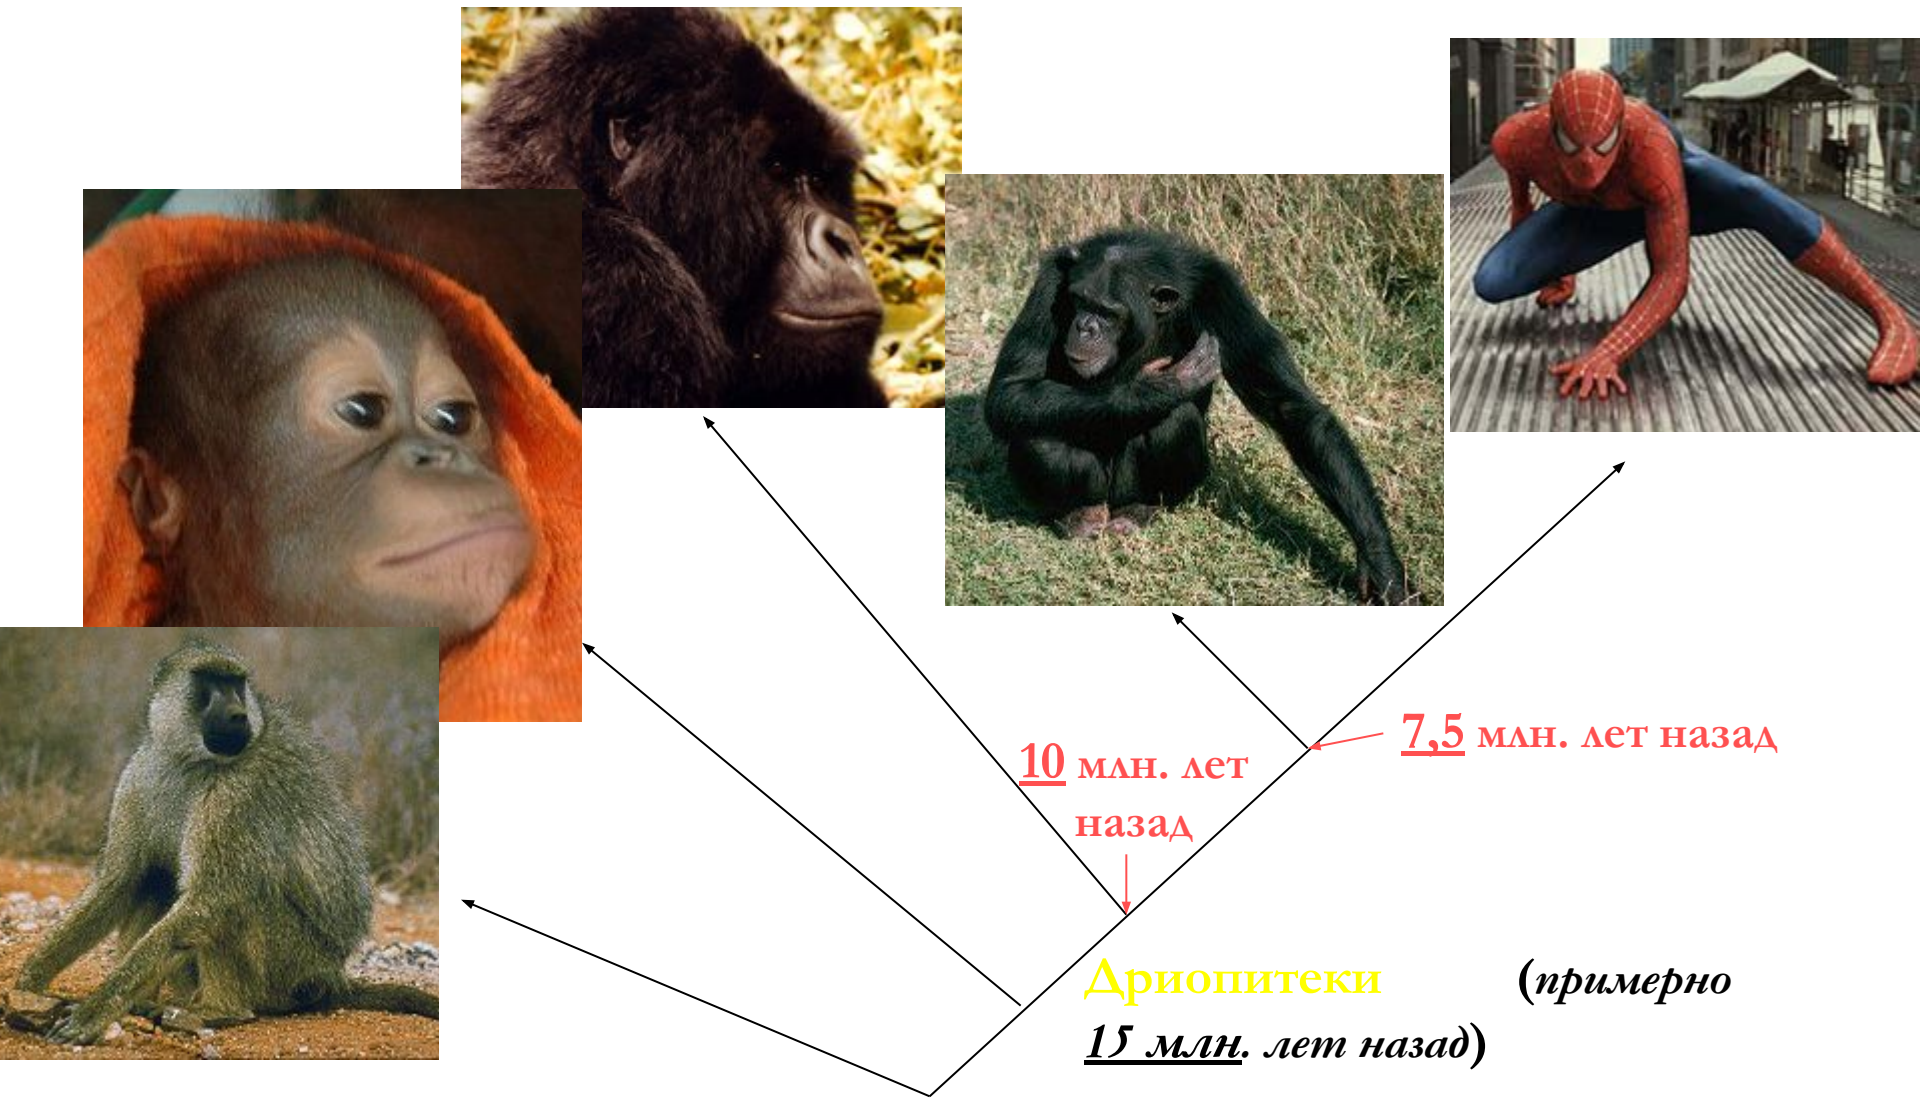 7,5 млн. лет назад
10 млн. лет
назад
Дриопитеки (примерно
15 млн. лет назад)